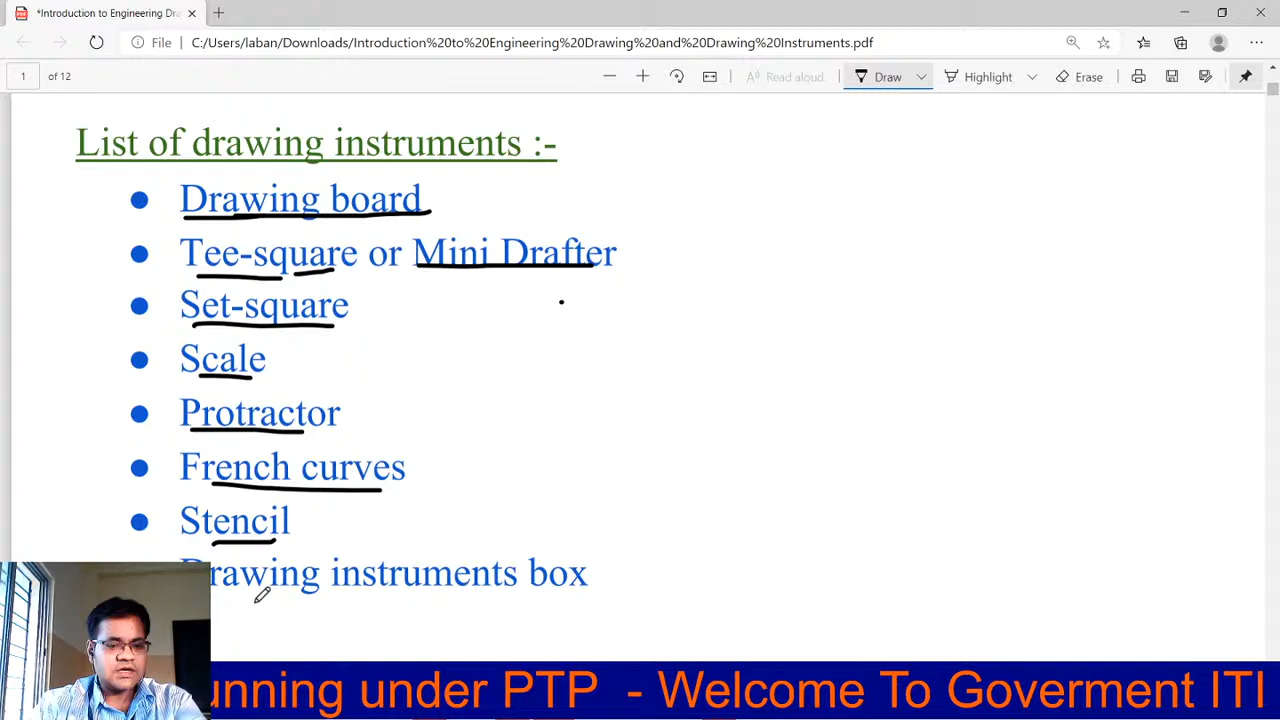 *Introduction to Engineering Dra
File
C:/Users/laban/Downloads/Introduction%20to%20Engineering%20Drawing%20and%20Drawing%20Instruments.pdf
1 of 12
Read aloud
Draw
Highlight
Erase
List of drawing instruments :-
● Drawing board
● Tee-square or Mini Drafter
● Set-square
● Scale
● Protractor
● French curves
● Stencil
Drawing instruments box
unning under PTP - Welcome To Goverment ITI